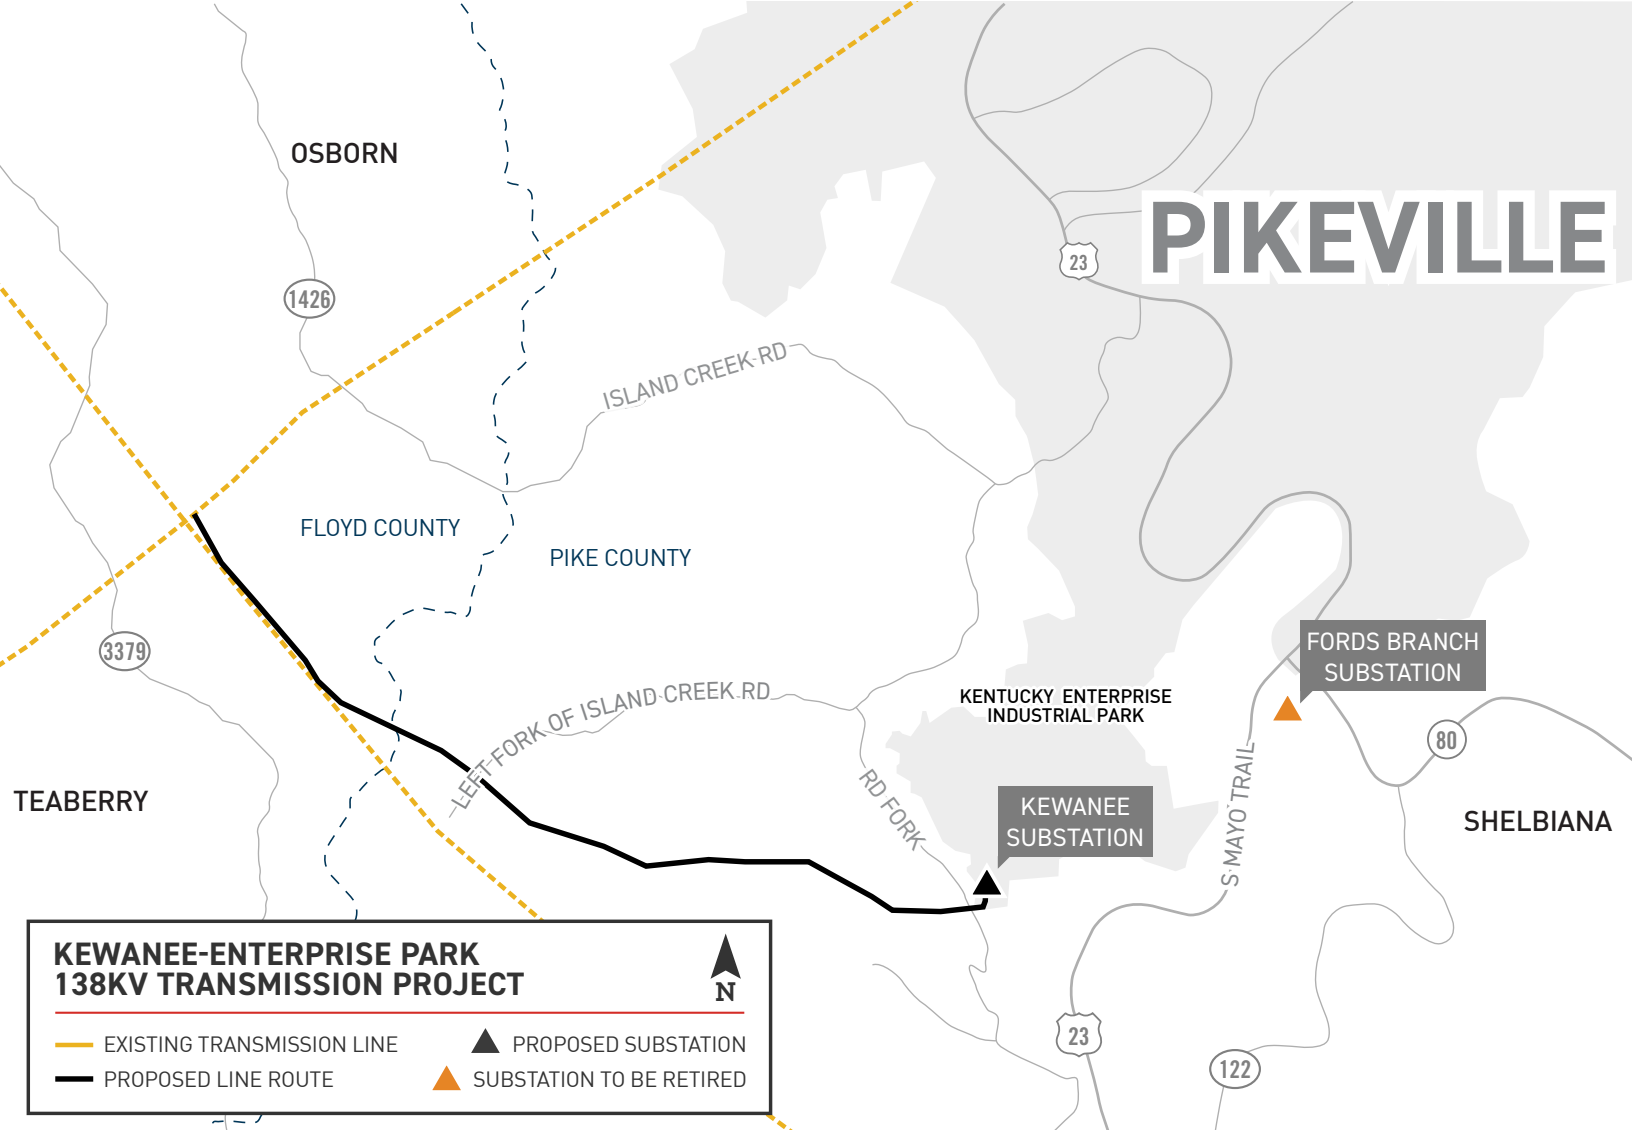 OSBORN
PIKEVILLE
23
1426
ISLAND CREEK RD
FLOYD COUNTY
PIKE COUNTY
3379
FORDS BRANCH
SUBSTATION
LEFT FORK OF ISLAND CREEK RD
KENTUCKY ENTERPRISE
INDUSTRIAL PARK
80
TEABERRY
RD FORK
KEWANEE
SUBSTATION
S MAYO TRAIL
SHELBIANA
KEWANEE-ENTERPRISE PARK
138KV TRANSMISSION PROJECT
N
EXISTING TRANSMISSION LINE
PROPOSED SUBSTATION
PROPOSED LINE ROUTE
SUBSTATION TO BE RETIRED
23
122